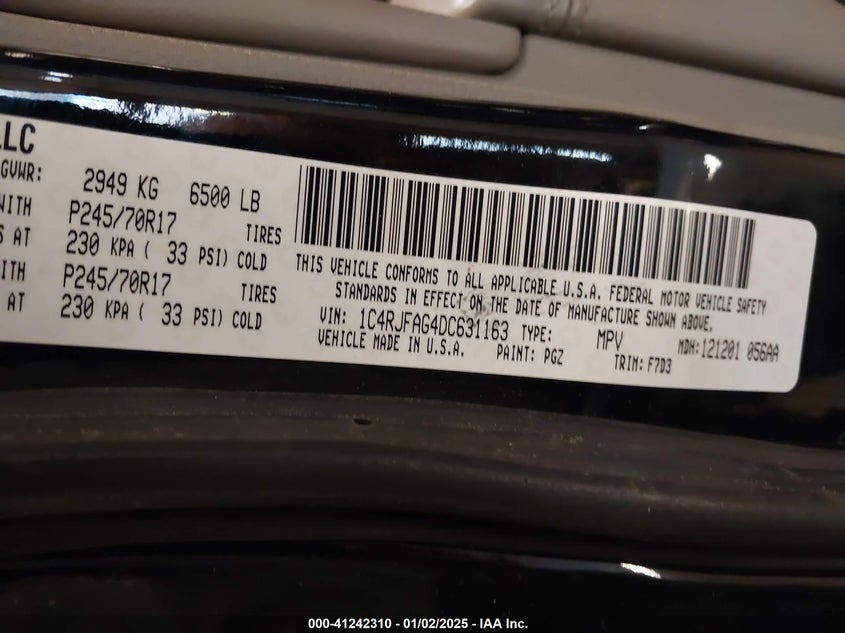 LLC
GVWR: 2949 KG 6500 LB
WITH P245/70R17 TIRES
S AT 230 KPA ( 33 PSI) COLD
WITH P245/70R17 TIRES
AT 230 KPA ( 33 PSI) COLD
THIS VEHICLE CONFORMS TO ALL APPLICABLE U.S.A. FEDERAL MOTOR VEHICLE SAFETY
STANDARDS IN EFFECT ON THE DATE OF MANUFACTURE SHOWN ABOVE.
VIN: 1C4RJFAG4DC631163 TYPE: MPV MDH:121201 056AA
VEHICLE MADE IN U.S.A. PAINT: PGZ TRIM: F7D3
000-41242310 - 01/02/2025 - IAA Inc.